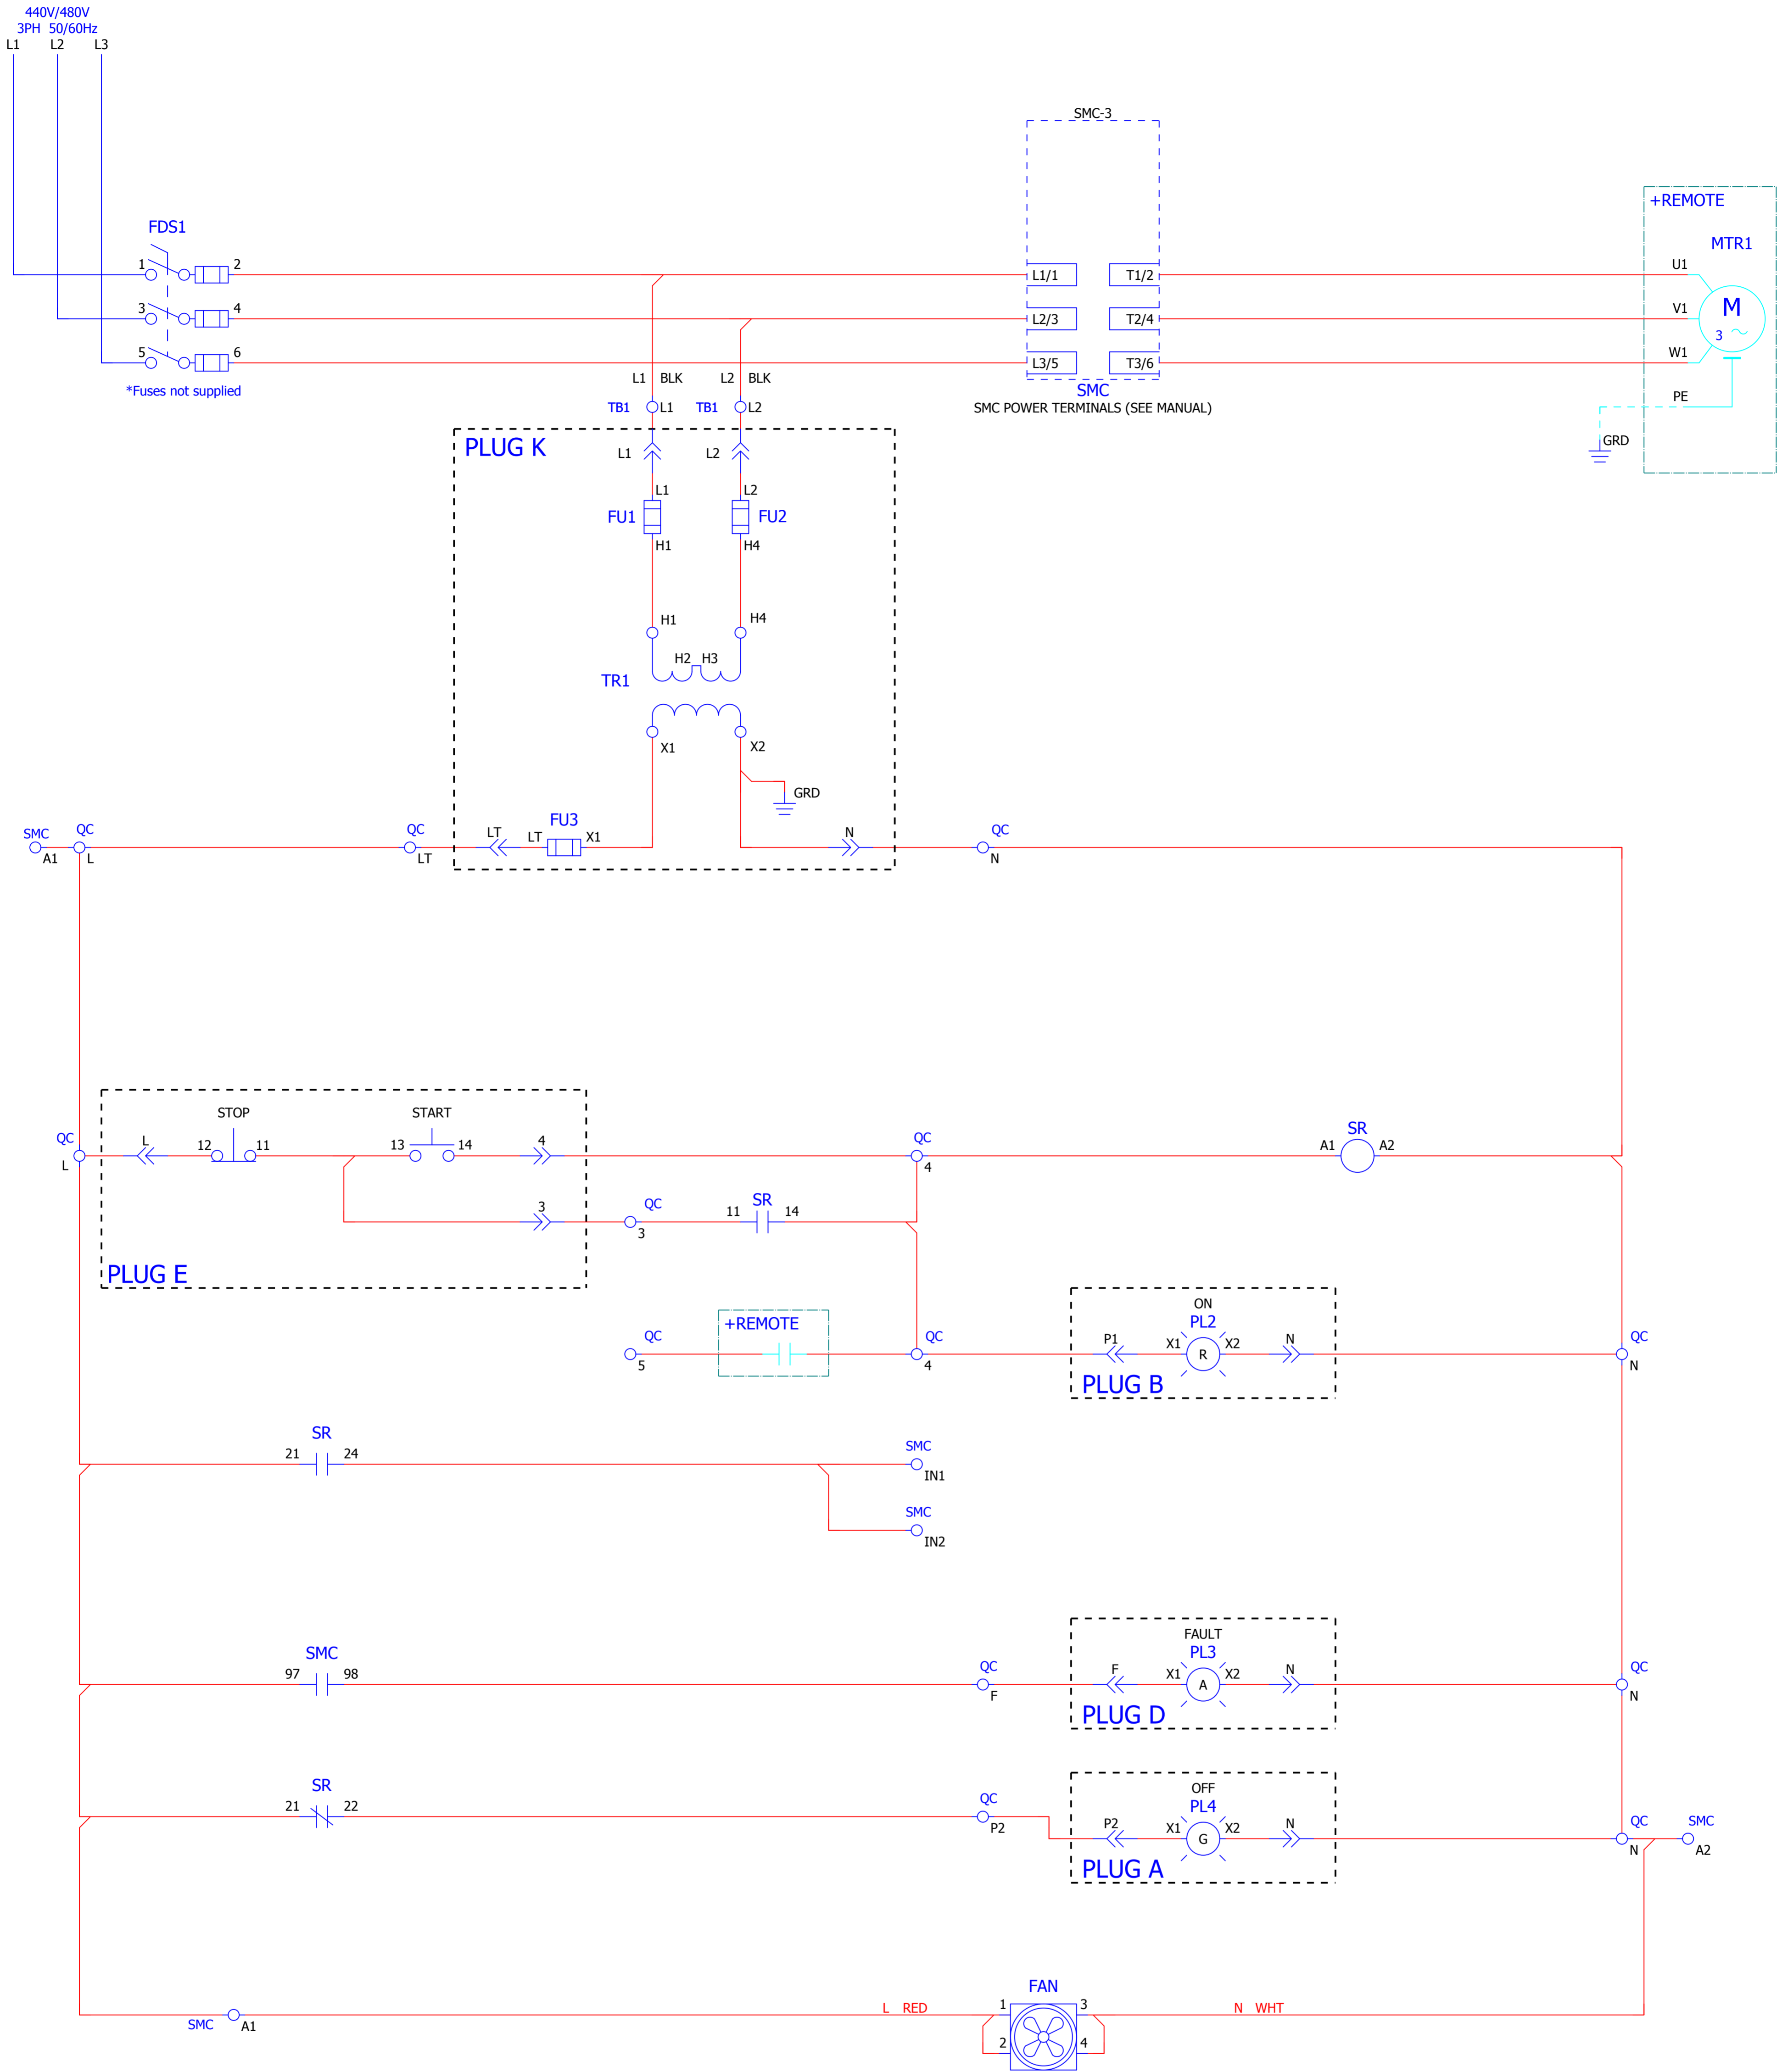 440V/480V
3PH 50/60Hz
L1 L2 L3
SMC-3
+REMOTE
MTR1
FDS1
1 2 L1/1 T1/2 U1
3 4 L2/3 T2/4 V1 M
3
5 6 L3/5 T3/6 W1
*Fuses not supplied
L1 BLK L2 BLK
SMC
SMC POWER TERMINALS (SEE MANUAL)
PE
TB1 L1 TB1 L2
GRD
PLUG K
L1 L2
L1 L2
FU1 FU2
H1 H4
H1 H4
H2 H3
TR1
X1 X2
GRD
FU3
SMC QC QC LT LT X1 N QC
A1 L LT N
STOP START
QC L 12 11 13 14 4 QC SR
L 4 A1 A2
3 QC 11 SR 14
3
PLUG E
ON
+REMOTE PL2
QC QC P1 X1 X2 N QC
R
5 4 N
PLUG B
SR
21 24 SMC
IN1
SMC
IN2
FAULT
SMC PL3
97 98 QC F X1 X2 N QC
A
F N
PLUG D
OFF
SR PL4
21 22 QC P2 X1 X2 N QC SMC
G
P2 N A2
PLUG A
FAN
L RED 1 3 N WHT
SMC A1
2 4